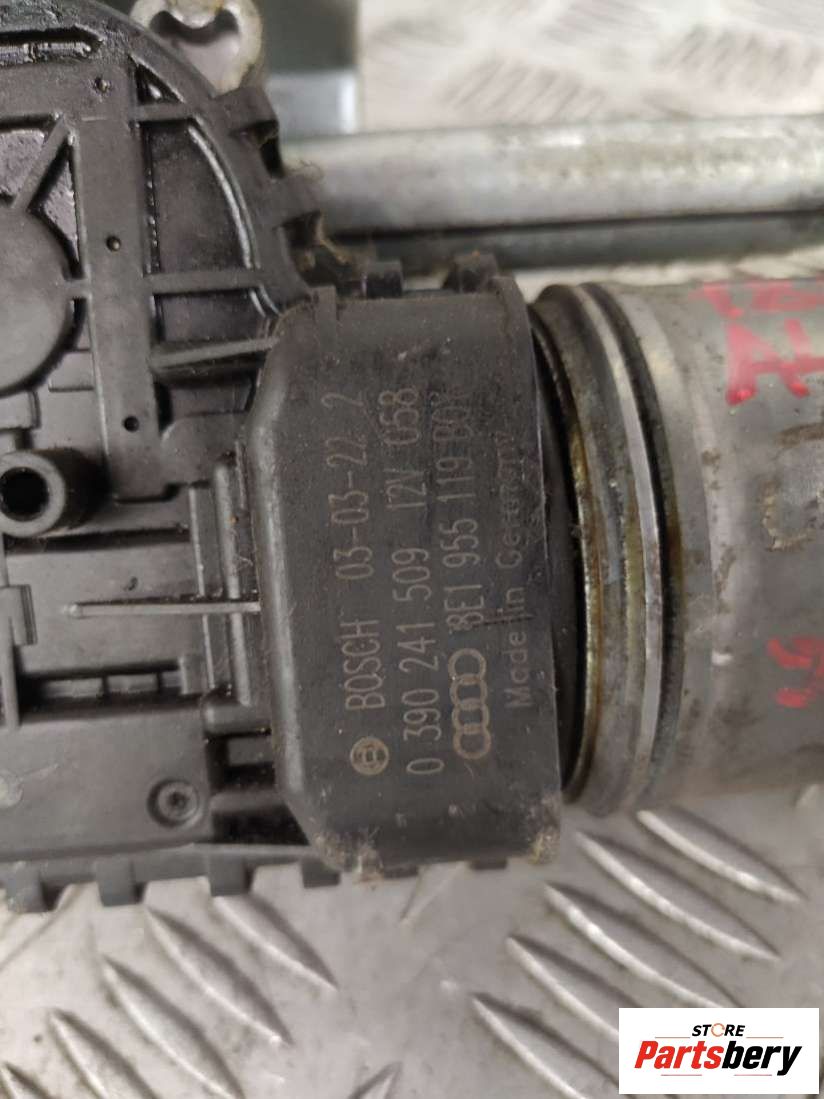 BOSCH 03-03-22 2
0 390 241 509 12V 058
8E1 955 119
Made in Germany
STORE
Partsbery